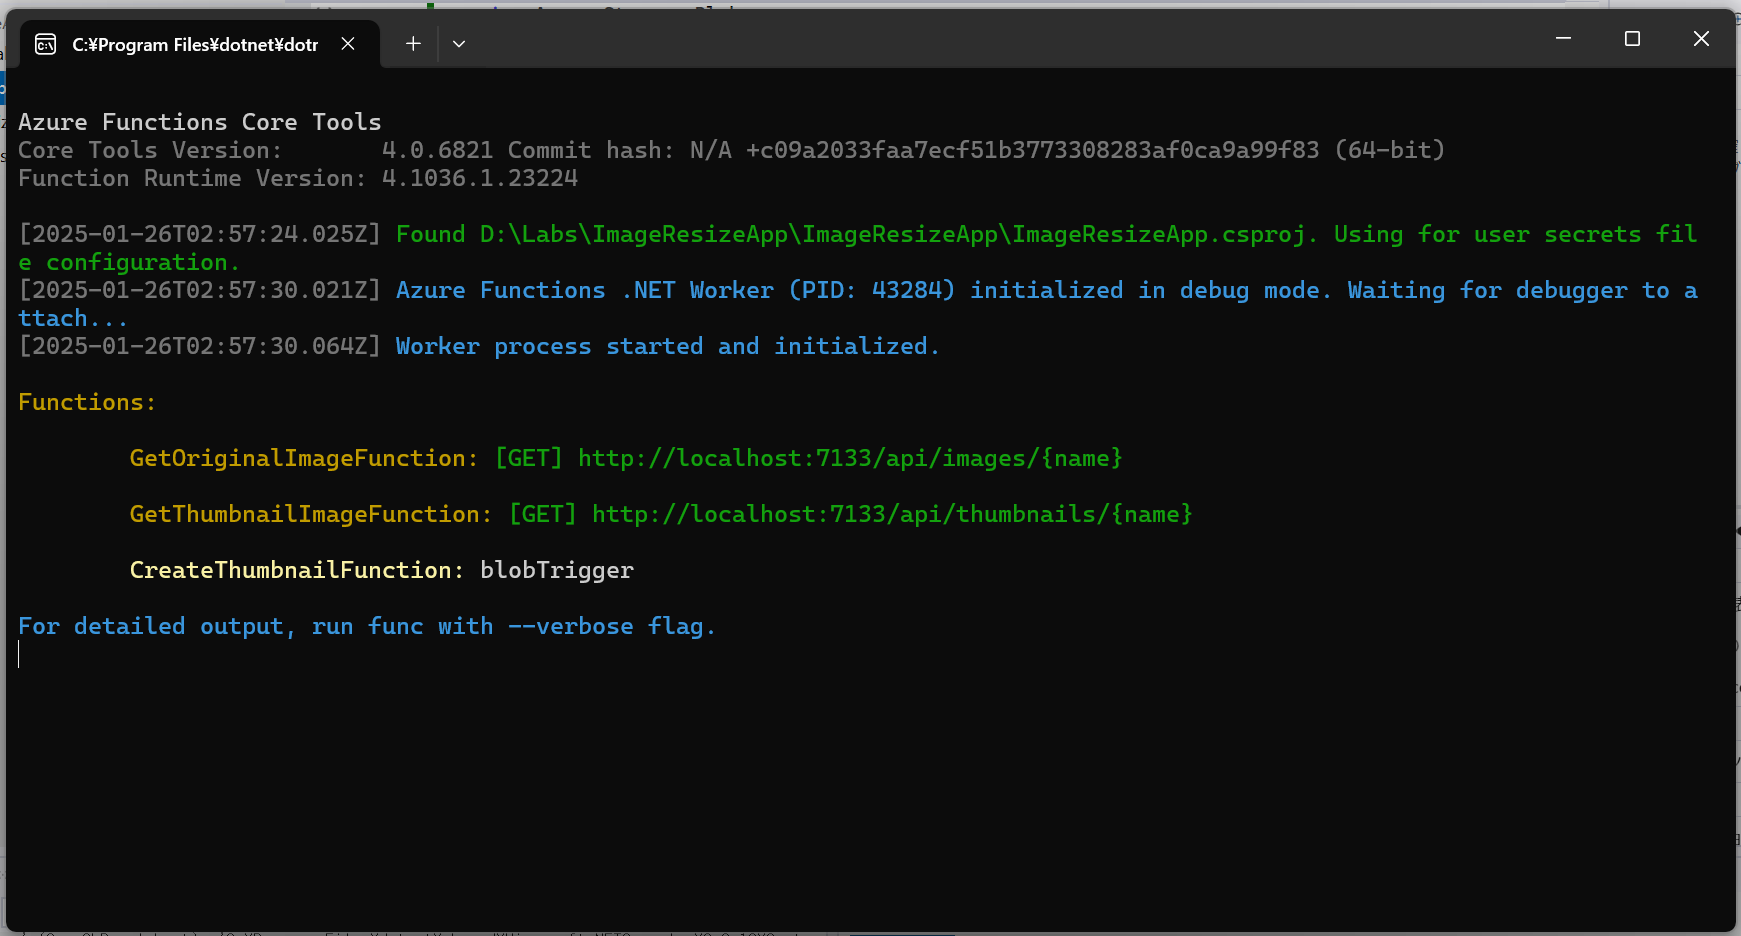 C:¥Program Files¥dotnet¥dotr
Azure Functions Core Tools
Core Tools Version:       4.0.6821 Commit hash: N/A +c09a2033faa7ecf51b3773308283af0ca9a99f83 (64-bit)
Function Runtime Version: 4.1036.1.23224
[2025-01-26T02:57:24.025Z] Found D:\Labs\ImageResizeApp\ImageResizeApp\ImageResizeApp.csproj. Using for user secrets fil
e configuration.
[2025-01-26T02:57:30.021Z] Azure Functions .NET Worker (PID: 43284) initialized in debug mode. Waiting for debugger to a
ttach...
[2025-01-26T02:57:30.064Z] Worker process started and initialized.
Functions:
GetOriginalImageFunction: [GET] http://localhost:7133/api/images/{name}
GetThumbnailImageFunction: [GET] http://localhost:7133/api/thumbnails/{name}
CreateThumbnailFunction: blobTrigger
For detailed output, run func with --verbose flag.